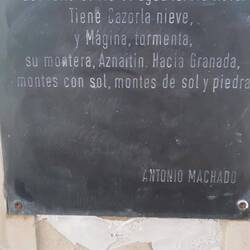 Tiene Cazorla nieve,
y Mágina, tormenta,
su montera, Aznaitín. Hacia Granada,
montes con sol, montes de sol y piedra
ANTONIO MACHADO